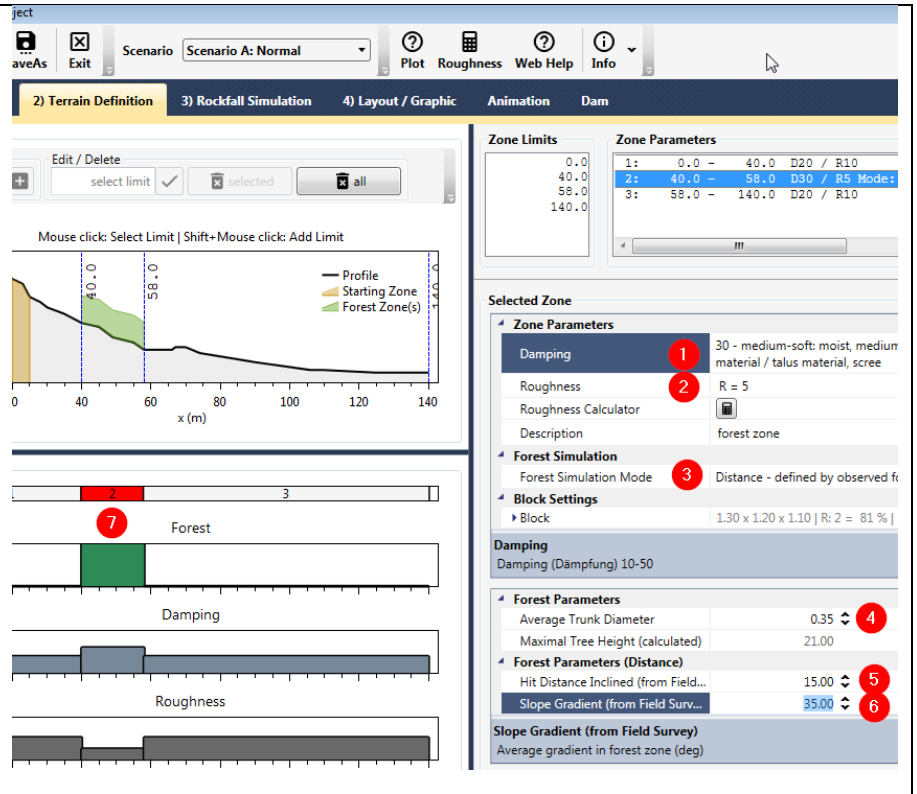 ject
aveAs
Exit
Scenario
Scenario A: Normal
Plot
Roughness
Web Help
Info
2) Terrain Definition
3) Rockfall Simulation
4) Layout / Graphic
Animation
Dam
Edit / Delete
select limit
selected
all
Mouse click: Select Limit | Shift+Mouse click: Add Limit
40.0
58.0
Profile
Starting Zone
Forest Zone(s)
0 40 60 80 100 120 140
x (m)
2
3
7
Forest
Damping
Roughness
Zone Limits
0.0
40.0
58.0
140.0
Zone Parameters
1: 0.0 - 40.0 D20 / R10
2: 40.0 - 58.0 D30 / R5 Mode:
3: 58.0 - 140.0 D20 / R10
Selected Zone
Zone Parameters
Damping 1 30 - medium-soft: moist, medium
material / talus material, scree
Roughness 2 R = 5
Roughness Calculator
Description forest zone
Forest Simulation
Forest Simulation Mode 3 Distance - defined by observed fo
Block Settings
Block 1.30 x 1.20 x 1.10 | R: 2 = 81 % |
Damping
Damping (Dämpfung) 10-50
Forest Parameters
Average Trunk Diameter 0.35 4
Maximal Tree Height (calculated) 21.00
Forest Parameters (Distance)
Hit Distance Inclined (from Field... 15.00 5
Slope Gradient (from Field Surv... 35.00 6
Slope Gradient (from Field Survey)
Average gradient in forest zone (deg)